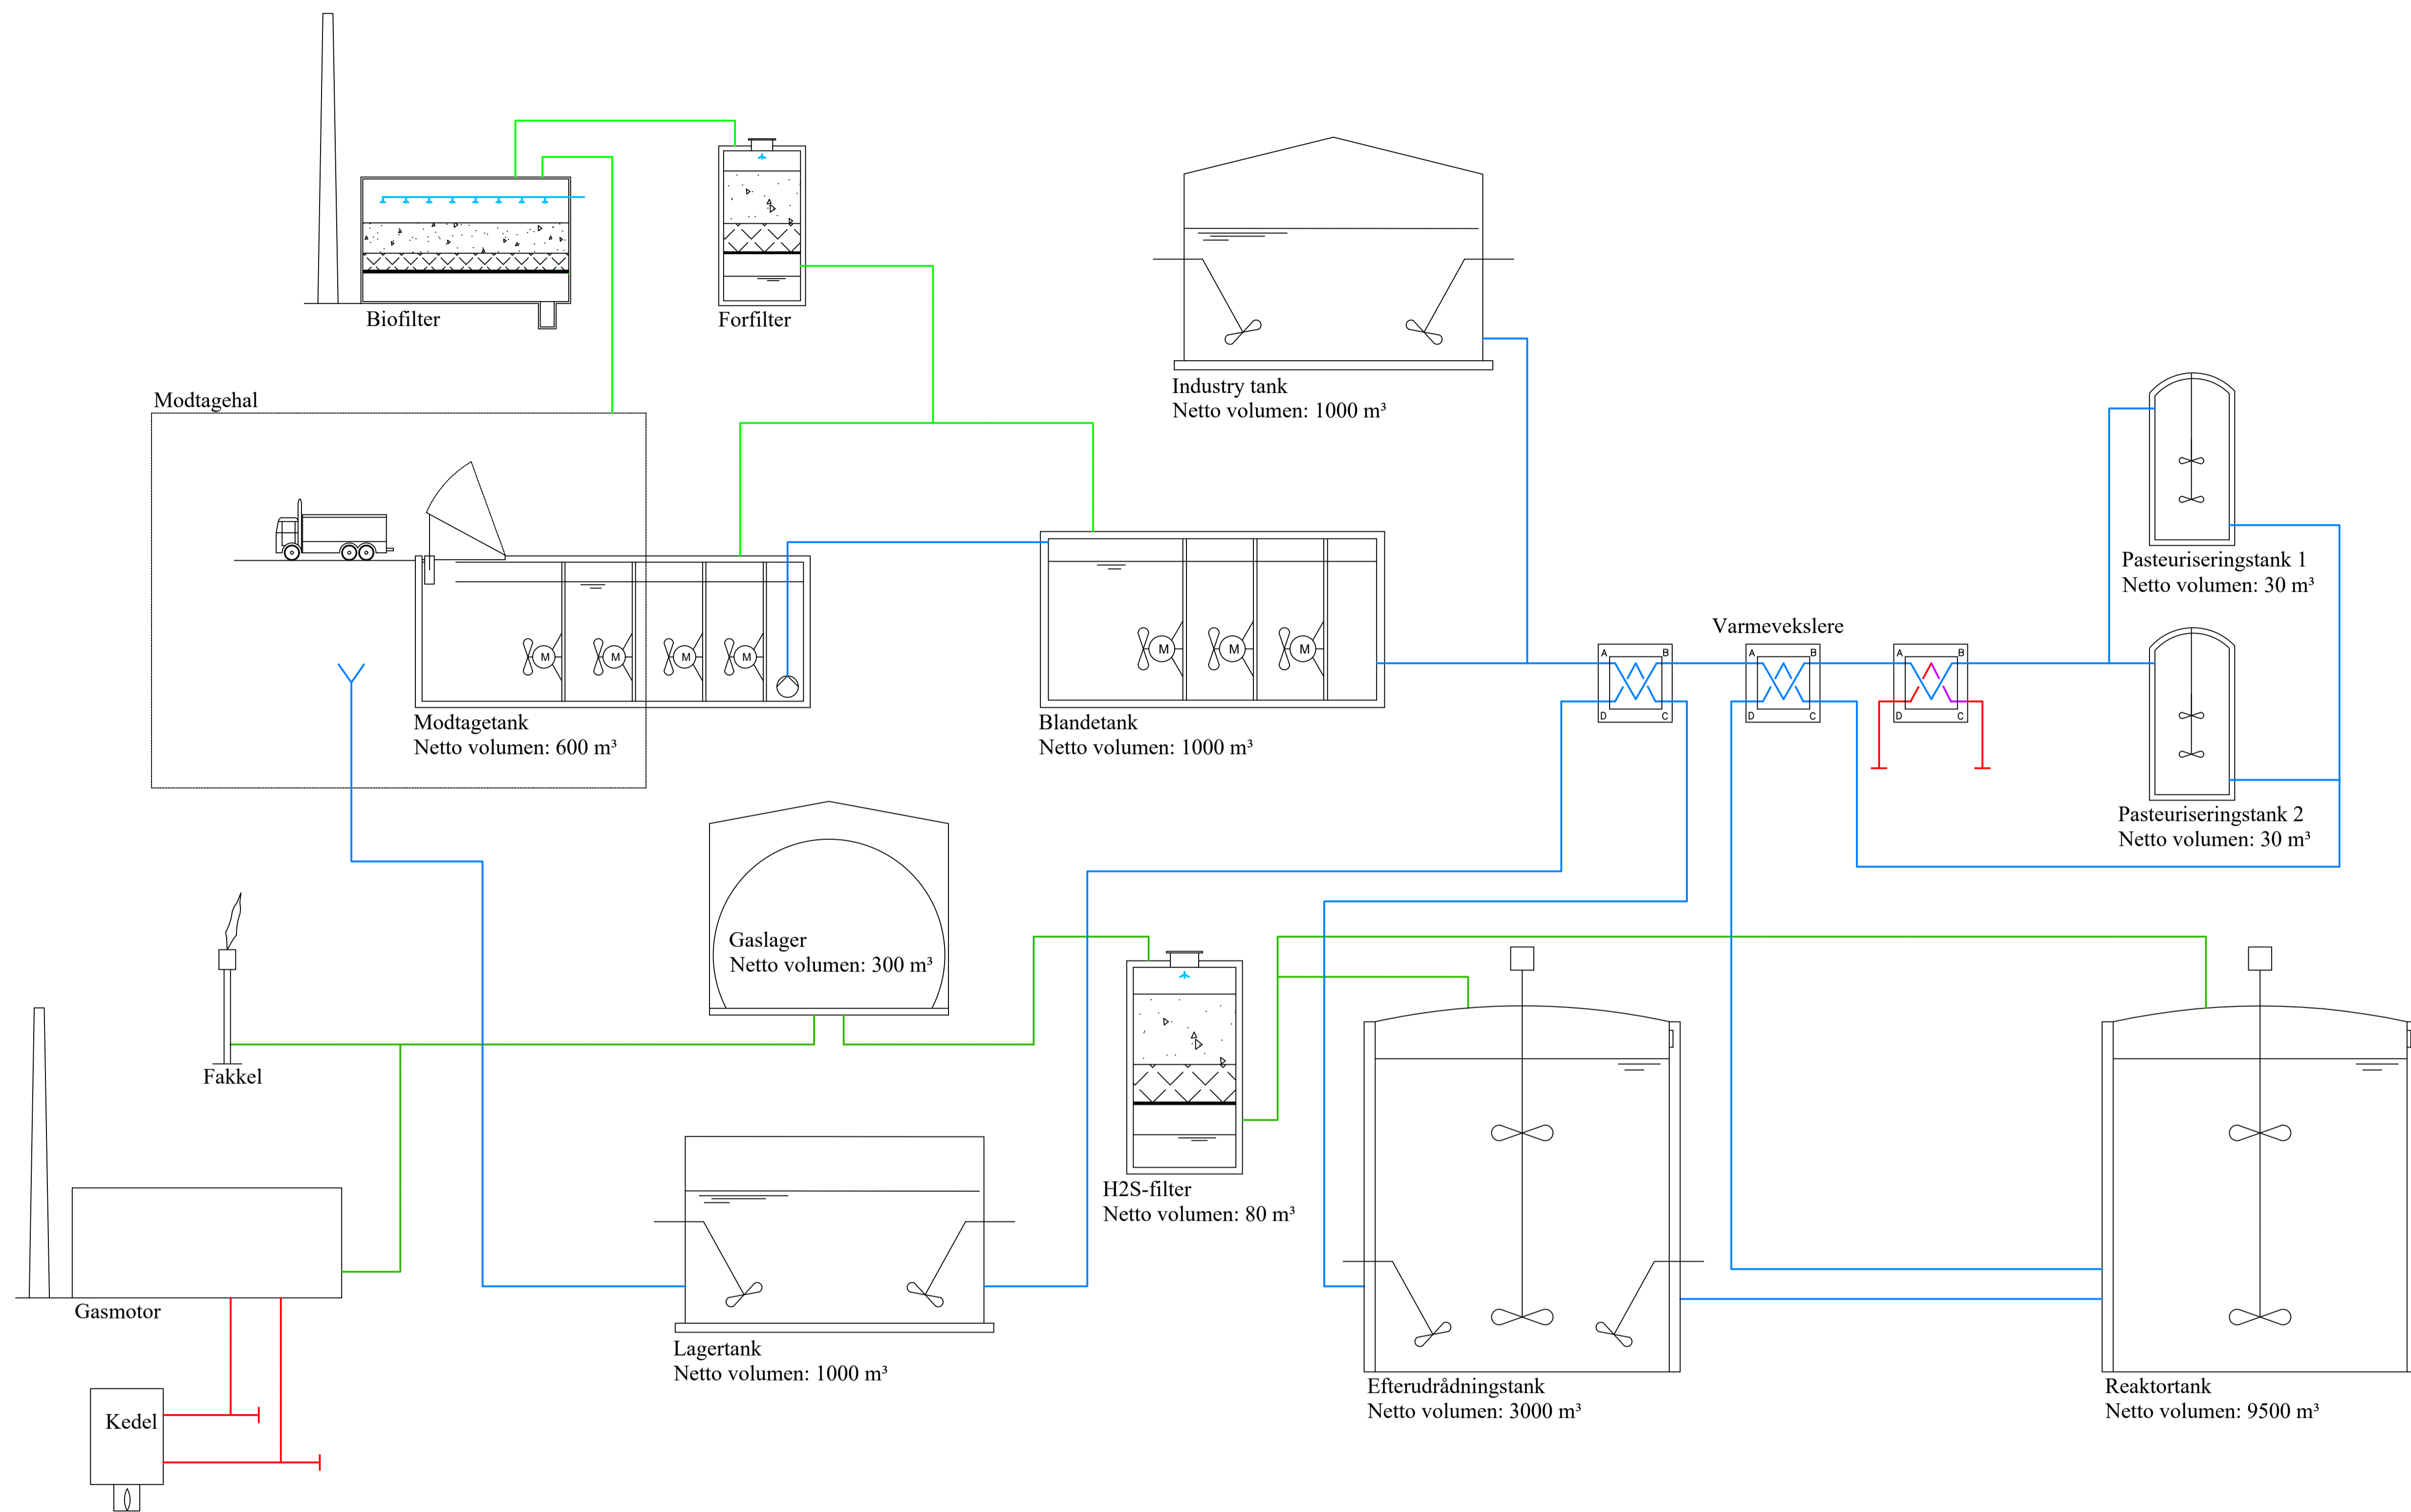 Biofilter
Forfilter
Industry tank
Netto volumen: 1000 m³
Modtagehal
M
M
M
M
Modtagetank
Netto volumen: 600 m³
M
M
M
Blandetank
Netto volumen: 1000 m³
Varmevekslere
A B
D C
A B
D C
A B
D C
Pasteuriseringstank 1
Netto volumen: 30 m³
Pasteuriseringstank 2
Netto volumen: 30 m³
Gaslager
Netto volumen: 300 m³
Fakkel
H2S-filter
Netto volumen: 80 m³
Gasmotor
Kedel
Lagertank
Netto volumen: 1000 m³
Efterudrådningstank
Netto volumen: 3000 m³
Reaktortank
Netto volumen: 9500 m³